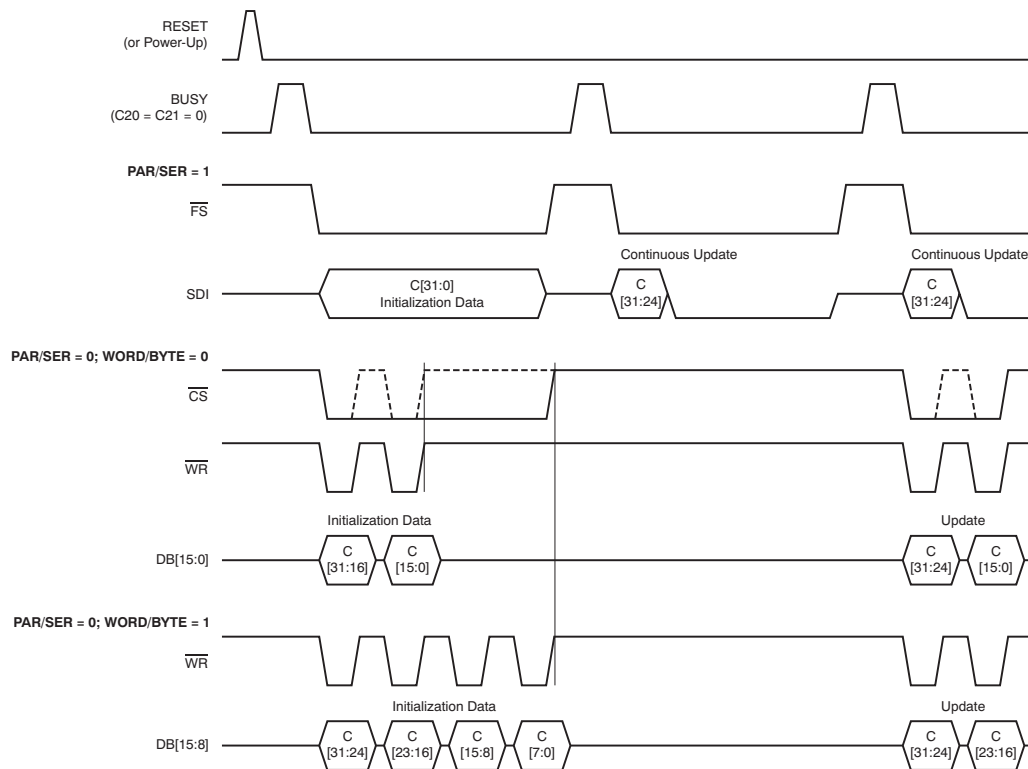 RESET
(or Power-Up)
BUSY
(C20 = C21 = 0)
PAR/SER = 1
FS
Continuous Update
Continuous Update
SDI
C[31:0]
Initialization Data
C
[31:24]
C
[31:24]
PAR/SER = 0; WORD/BYTE = 0
CS
WR
Initialization Data
Update
DB[15:0]
C
[31:16]
C
[15:0]
C
[31:24]
C
[15:0]
PAR/SER = 0; WORD/BYTE = 1
WR
Initialization Data
Update
DB[15:8]
C
[31:24]
C
[23:16]
C
[15:8]
C
[7:0]
C
[31:24]
C
[23:16]